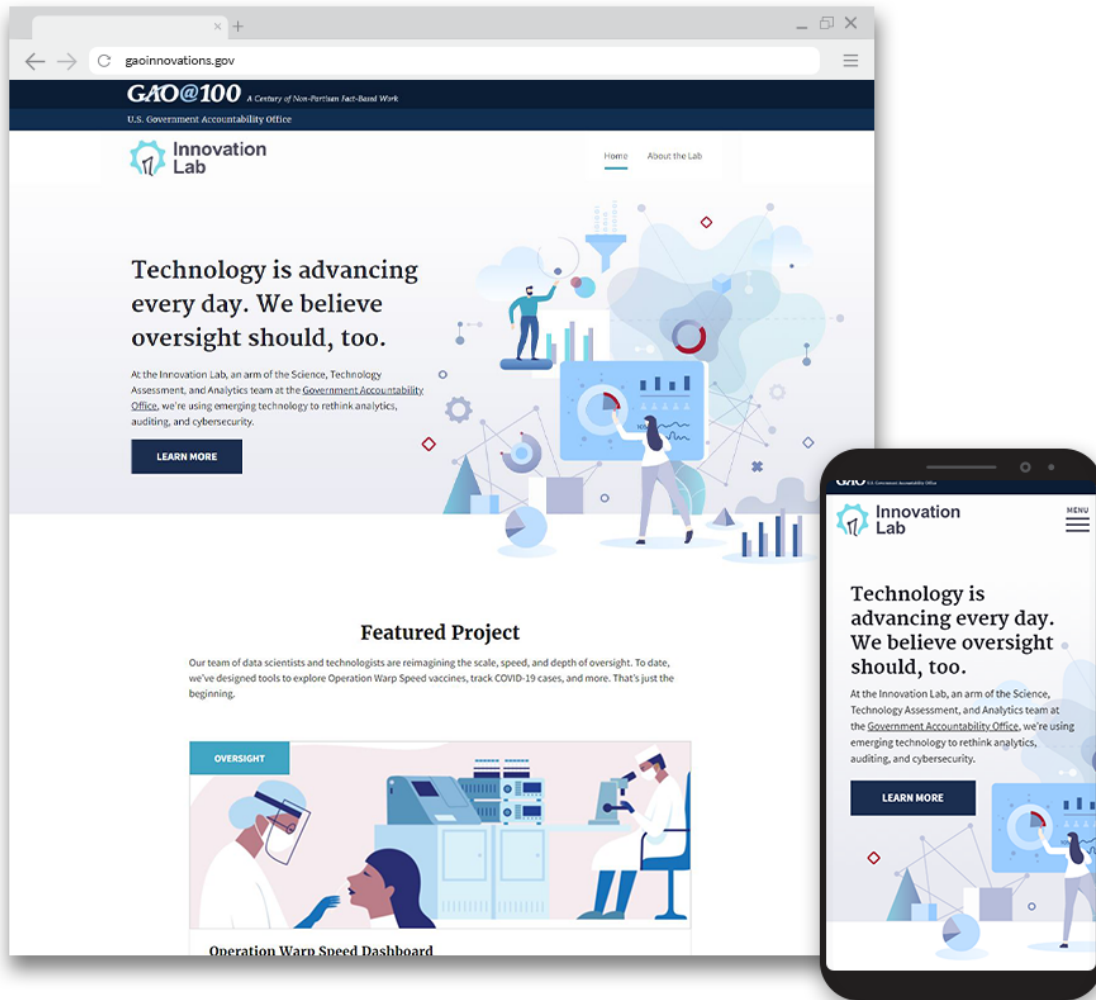 gaoinnovations.gov
GAO@100 A Century of Non-Partisan Fact-Based Work
U.S. Government Accountability Office
Innovation
Lab
Home About the Lab
Technology is advancing
every day. We believe
oversight should, too.
At the Innovation Lab, an arm of the Science, Technology
Assessment, and Analytics team at the Government Accountability
Office, we're using emerging technology to rethink analytics,
auditing, and cybersecurity.
LEARN MORE
Featured Project
Our team of data scientists and technologists are reimagining the scale, speed, and depth of oversight. To date,
we've designed tools to explore Operation Warp Speed vaccines, track COVID-19 cases, and more. That's just the
beginning.
OVERSIGHT
Operation Warp Speed Dashboard
GAO U.S. Government Accountability Office
Innovation
Lab
MENU
Technology is
advancing every day.
We believe oversight
should, too.
At the Innovation Lab, an arm of the Science,
Technology Assessment, and Analytics team at
the Government Accountability Office, we're using
emerging technology to rethink analytics,
auditing, and cybersecurity.
LEARN MORE